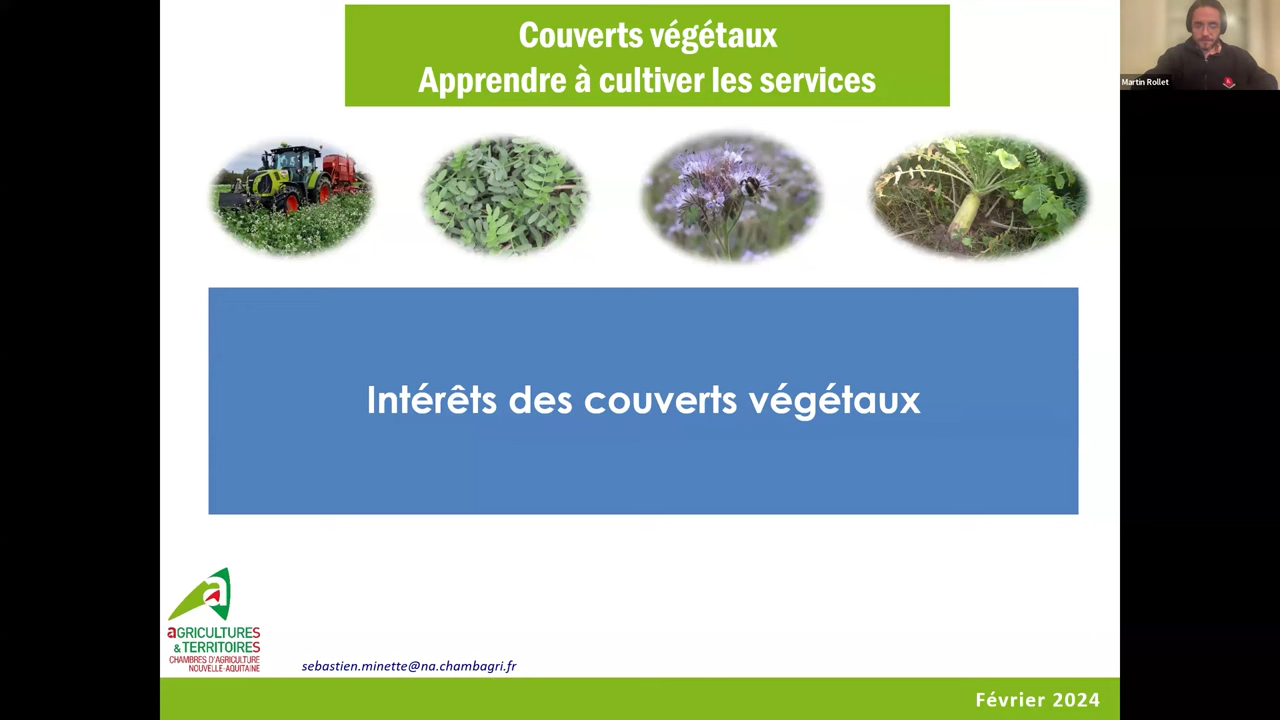 Couverts végétaux
Apprendre à cultiver les services
Martin Rollet
Intérêts des couverts végétaux
a
aGRICULTURES
& TERRITOIRES
CHAMBRES D'AGRICULTURE
NOUVELLE-AQUITAINE
sebastien.minette@na.chambagri.fr
Février 2024